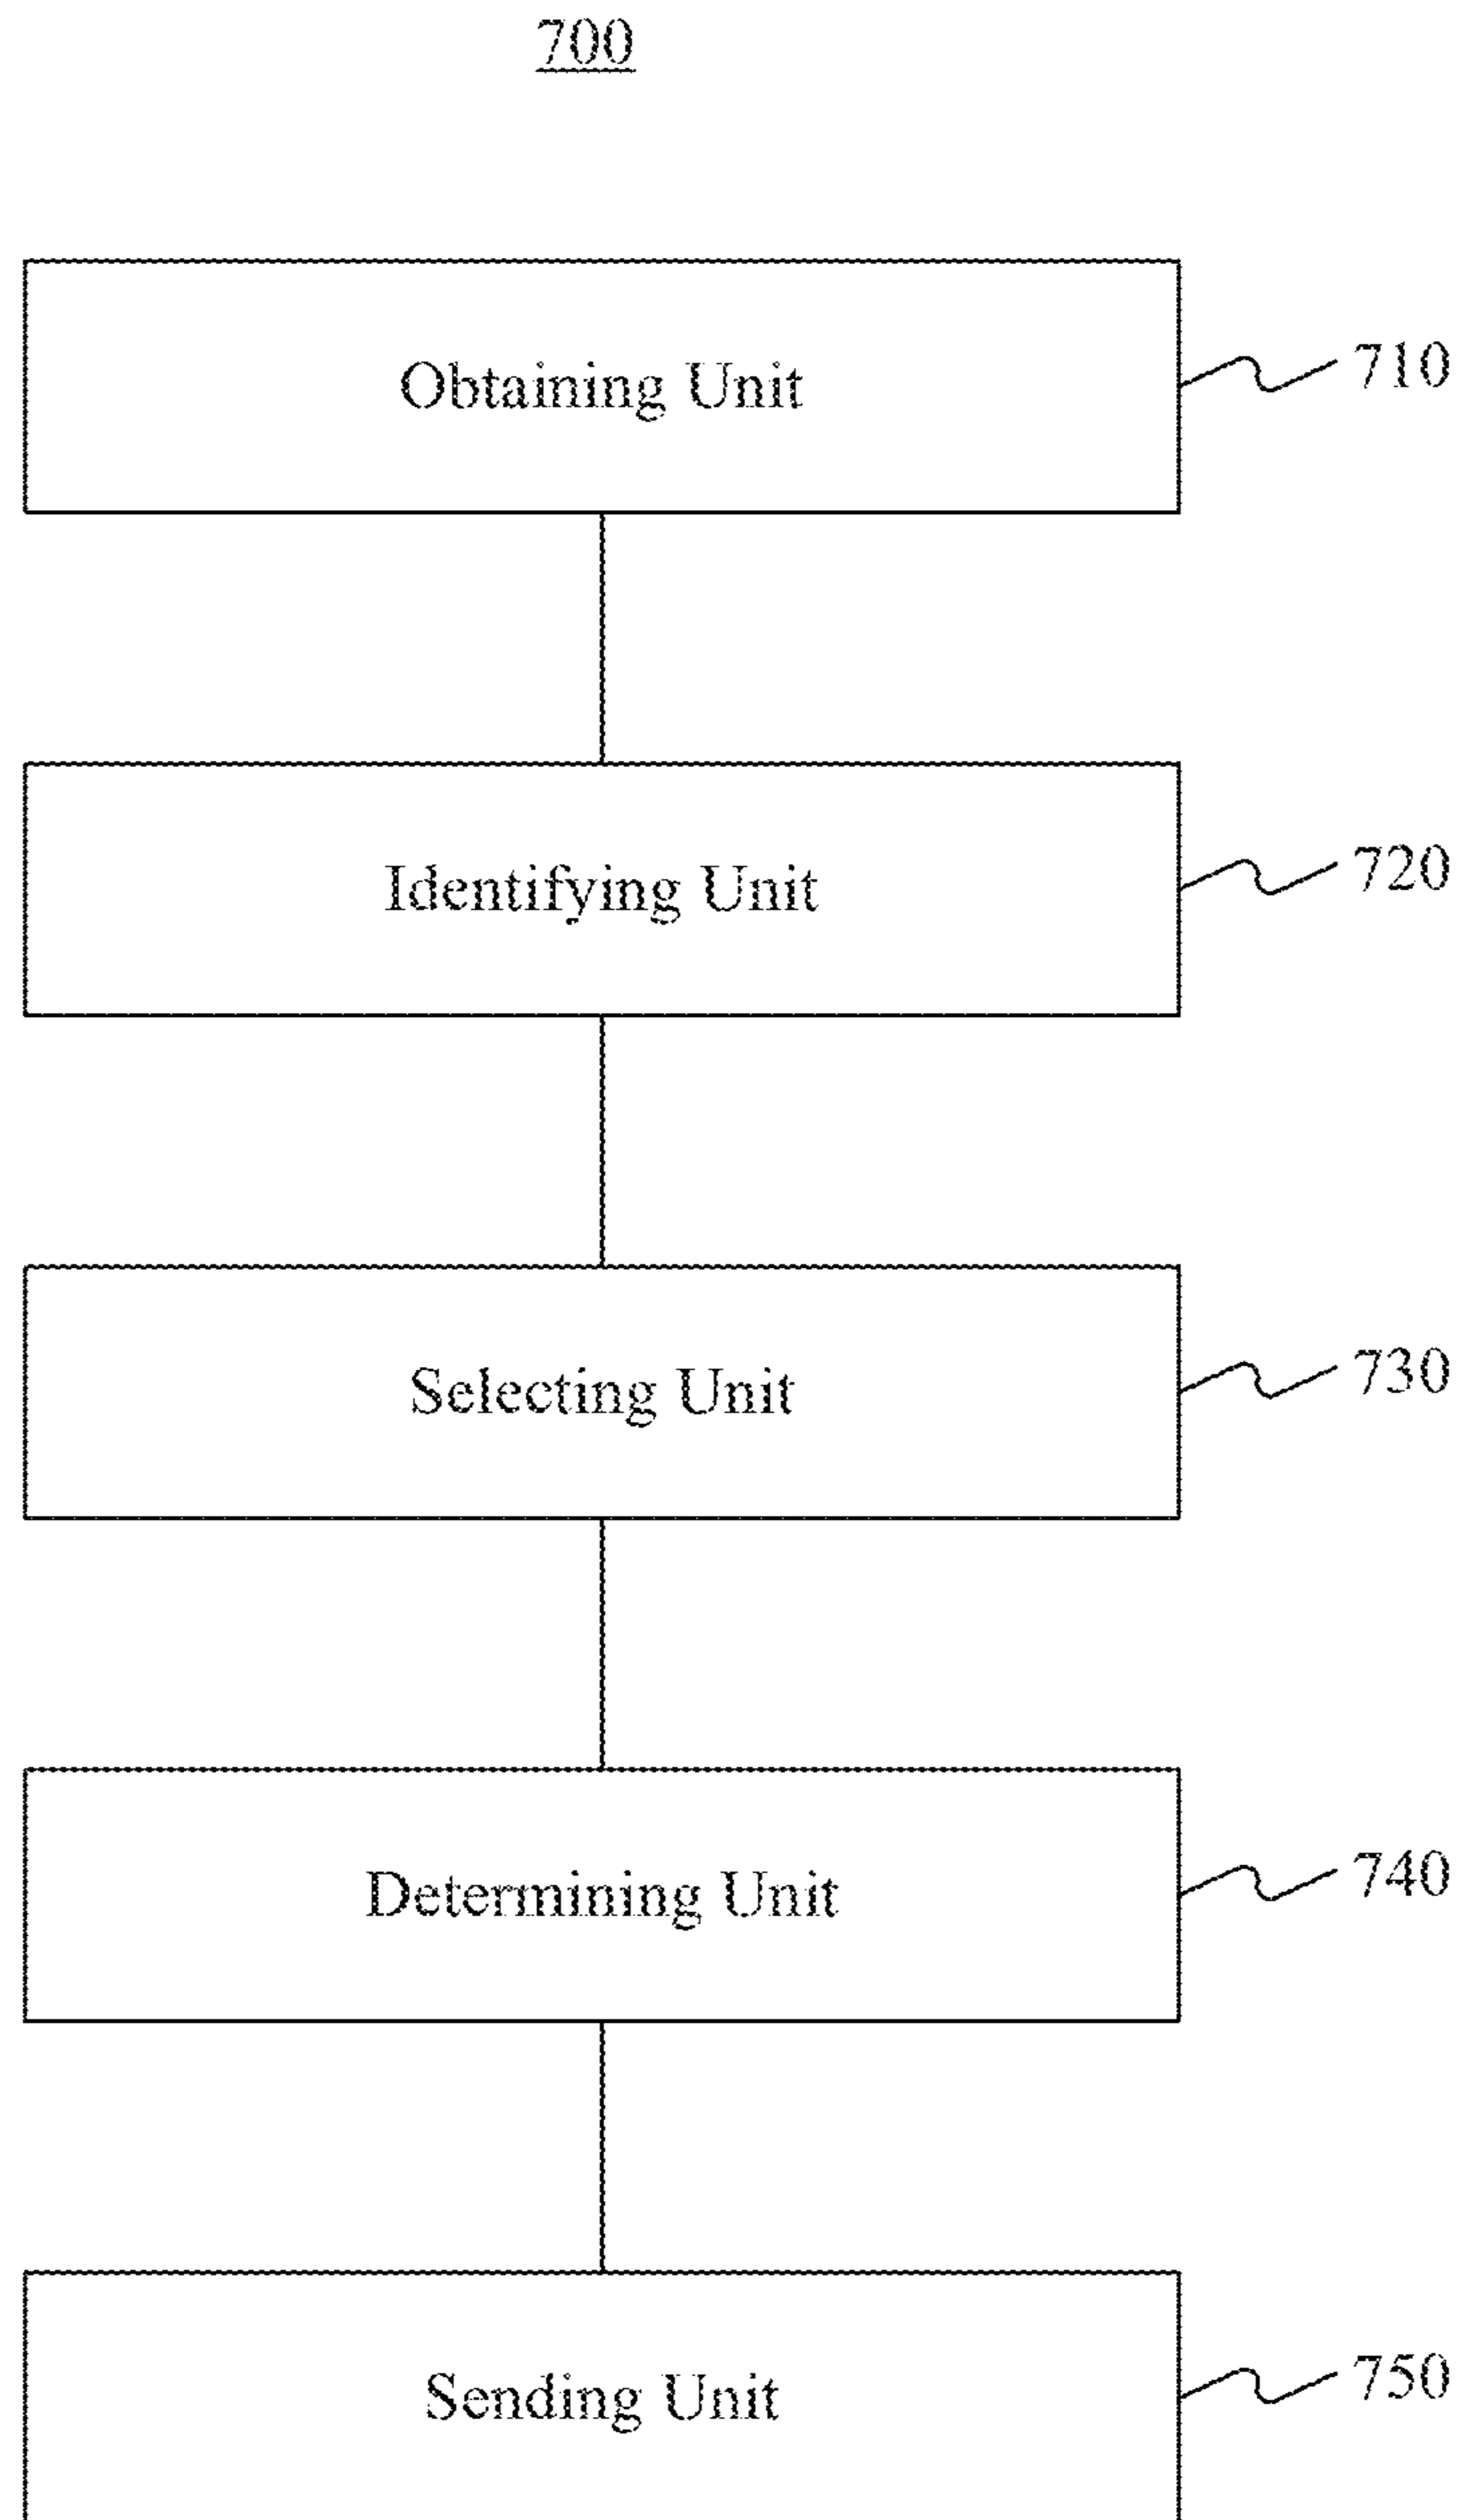 700
Obtaining Unit
710
Identifying Unit
720
Selecting Unit
730
Determining Unit
740
Sending Unit
750